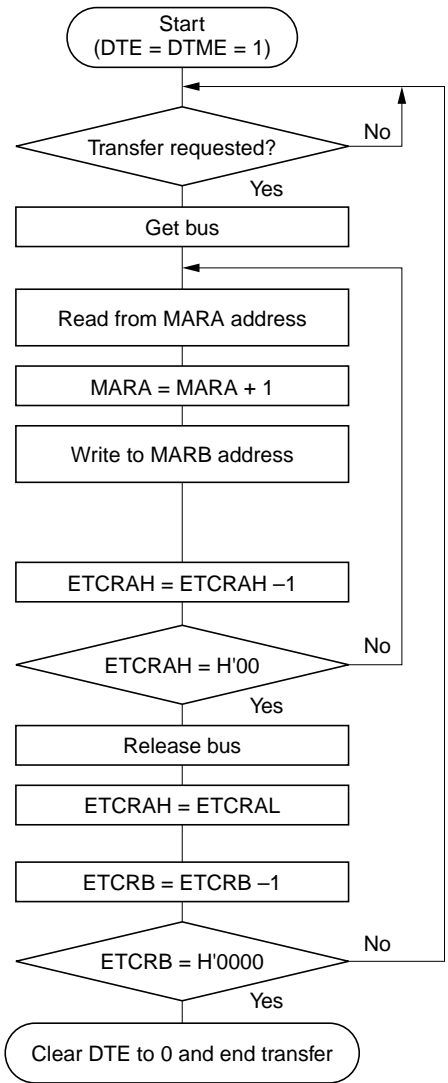 Start
(DTE = DTME = 1)
Transfer requested?
No
Yes
Get bus
Read from MARA address
MARA = MARA + 1
Write to MARB address
ETCRAH = ETCRAH –1
ETCRAH = H'00
No
Yes
Release bus
ETCRAH = ETCRAL
ETCRB = ETCRB –1
ETCRB = H'0000
No
Yes
Clear DTE to 0 and end transfer